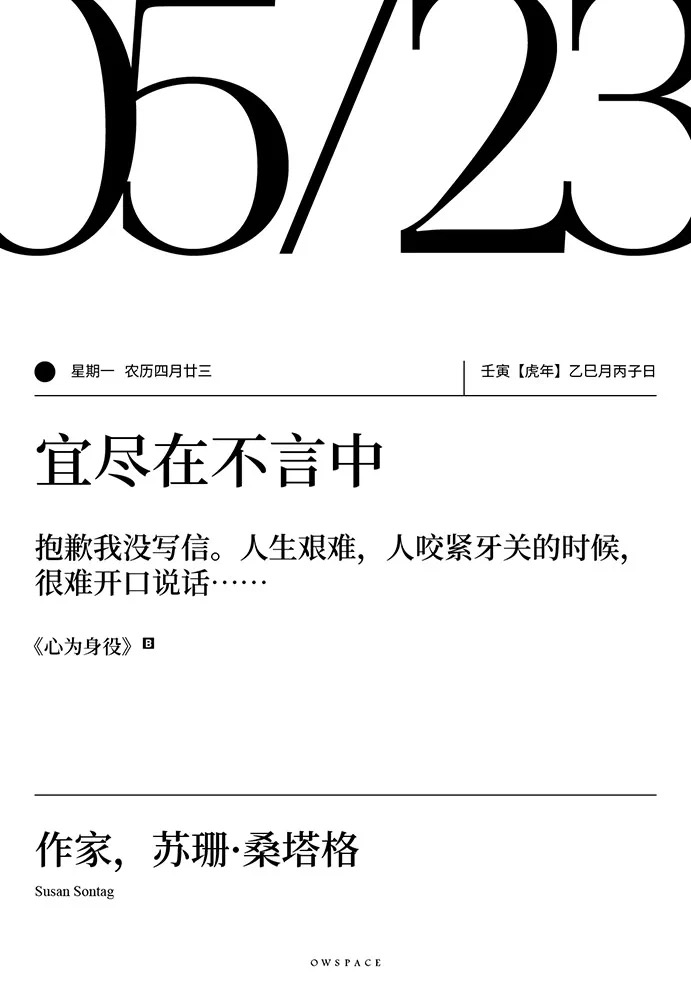 05/23
星期一 农历四月廿三
壬寅【虎年】乙巳月丙子日
宜尽在不言中
抱歉我没写信。人生艰难，人咬紧牙关的时候，
很难开口说话……
《心为身役》 B
作家，苏珊·桑塔格
Susan Sontag
OWSPACE